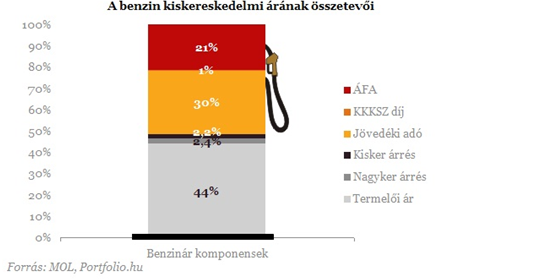 A benzin kiskereskedelmi árának összetevői
100%
90%
80%
70%
60%
50%
40%
30%
20%
10%
0%
21%
1%
30%
2,2%
2,4%
44%
Benzinár komponensek
ÁFA
KKKSZ díj
Jövedéki adó
Kisker árrés
Nagyker árrés
Termelői ár
Forrás: MOL, Portfolio.hu